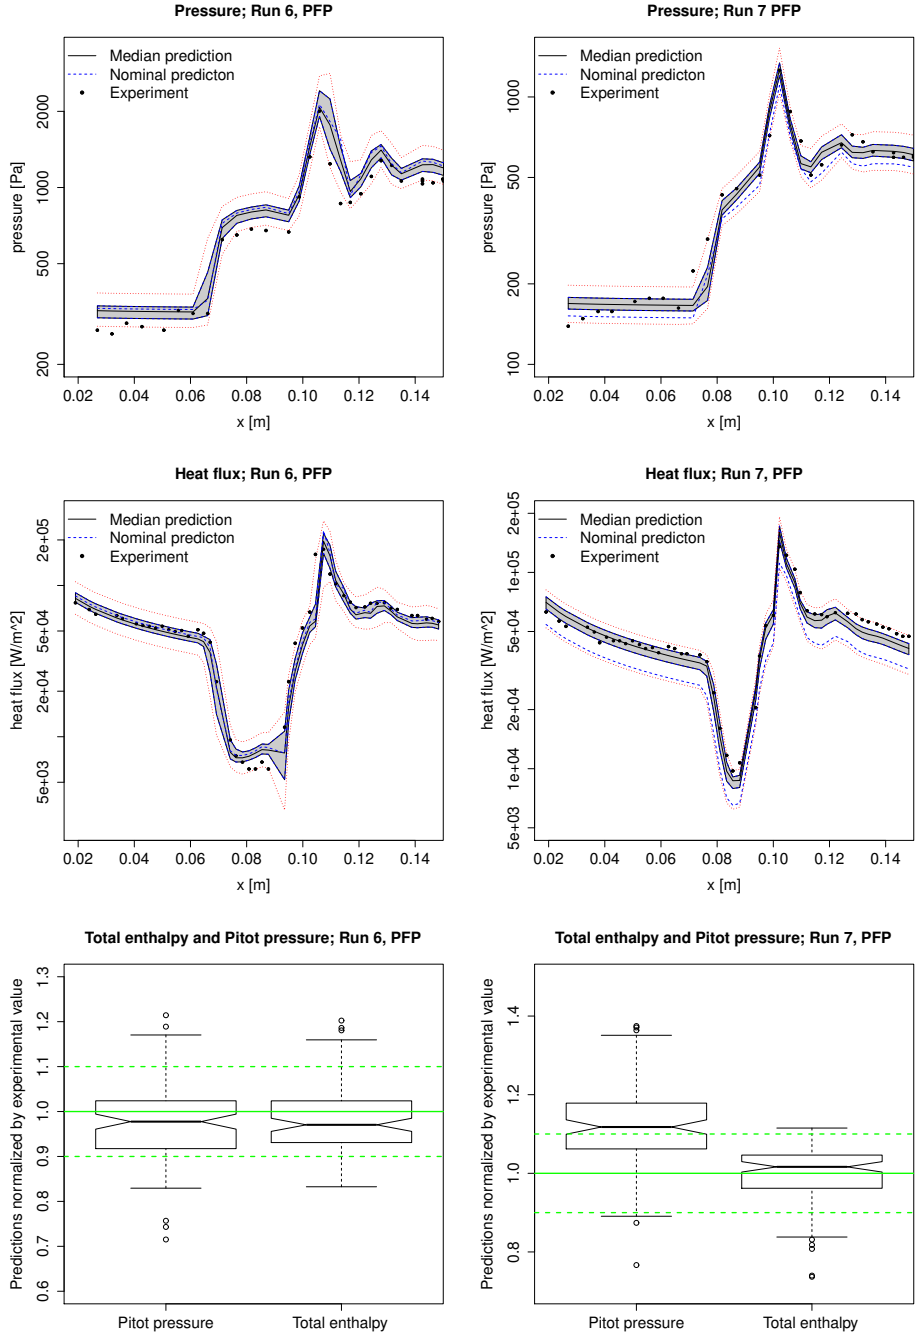 Pressure; Run 6, PFP
Median prediction
Nominal predicton
Experiment
pressure [Pa]
200
500
1000
2000
0.02 0.04 0.06 0.08 0.10 0.12 0.14
x [m]
Pressure; Run 7 PFP
Median prediction
Nominal predicton
Experiment
pressure [Pa]
100
200
500
1000
0.02 0.04 0.06 0.08 0.10 0.12 0.14
x [m]
Heat flux; Run 6, PFP
Median prediction
Nominal predicton
Experiment
heat flux [W/m^2]
5e+03
2e+04
5e+04
2e+05
0.02 0.04 0.06 0.08 0.10 0.12 0.14
x [m]
Heat flux; Run 7, PFP
Median prediction
Nominal predicton
Experiment
heat flux [W/m^2]
5e+03
1e+04
2e+04
5e+04
1e+05
2e+05
0.02 0.04 0.06 0.08 0.10 0.12 0.14
x [m]
Total enthalpy and Pitot pressure; Run 6, PFP
Predictions normalized by experimental value
0.6
0.7
0.8
0.9
1.0
1.1
1.2
1.3
Pitot pressure Total enthalpy
Total enthalpy and Pitot pressure; Run 7, PFP
Predictions normalized by experimental value
0.8
1.0
1.2
1.4
Pitot pressure Total enthalpy